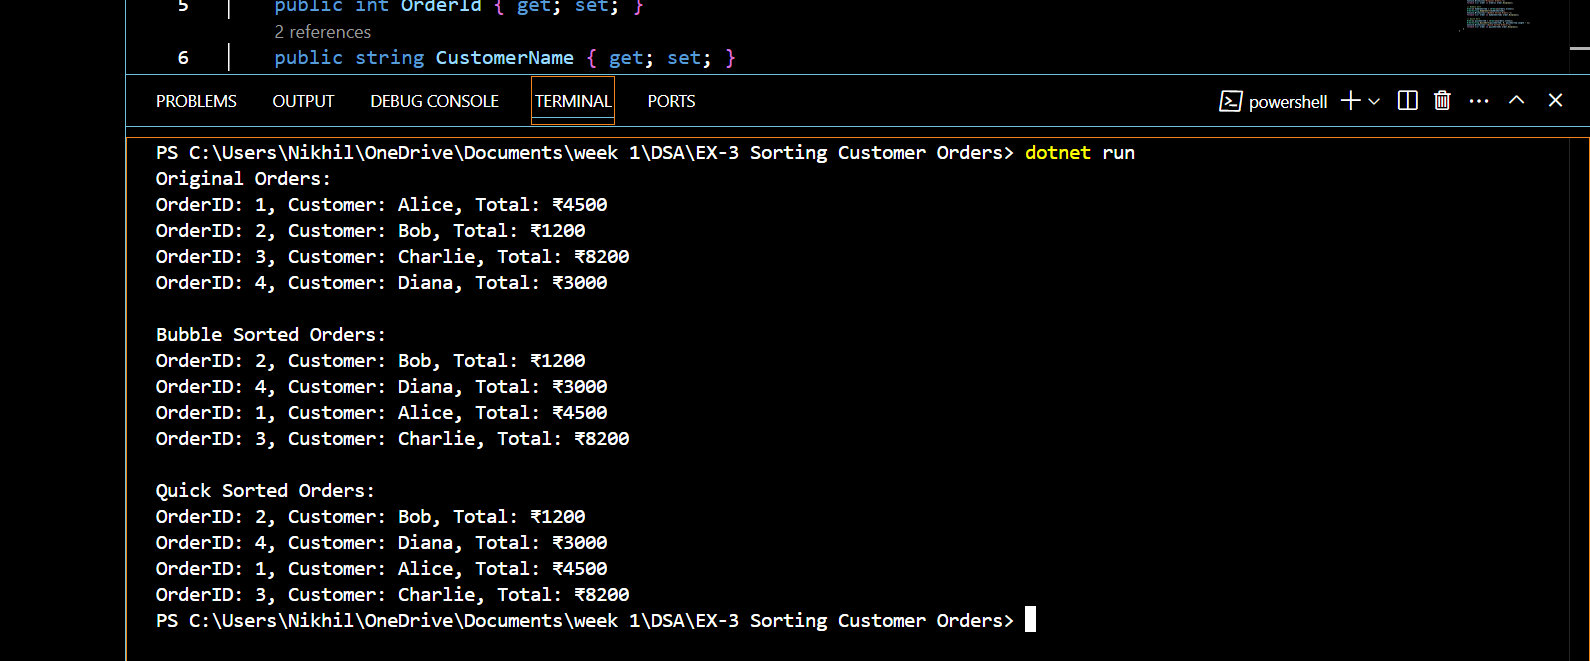 5 public int OrderId { get; set; }
2 references
6 public string CustomerName { get; set; }
PROBLEMS OUTPUT DEBUG CONSOLE TERMINAL PORTS powershell
PS C:\Users\Nikhil\OneDrive\Documents\week 1\DSA\EX-3 Sorting Customer Orders> dotnet run
Original Orders:
OrderID: 1, Customer: Alice, Total: ₹4500
OrderID: 2, Customer: Bob, Total: ₹1200
OrderID: 3, Customer: Charlie, Total: ₹8200
OrderID: 4, Customer: Diana, Total: ₹3000
Bubble Sorted Orders:
OrderID: 2, Customer: Bob, Total: ₹1200
OrderID: 4, Customer: Diana, Total: ₹3000
OrderID: 1, Customer: Alice, Total: ₹4500
OrderID: 3, Customer: Charlie, Total: ₹8200
Quick Sorted Orders:
OrderID: 2, Customer: Bob, Total: ₹1200
OrderID: 4, Customer: Diana, Total: ₹3000
OrderID: 1, Customer: Alice, Total: ₹4500
OrderID: 3, Customer: Charlie, Total: ₹8200
PS C:\Users\Nikhil\OneDrive\Documents\week 1\DSA\EX-3 Sorting Customer Orders>